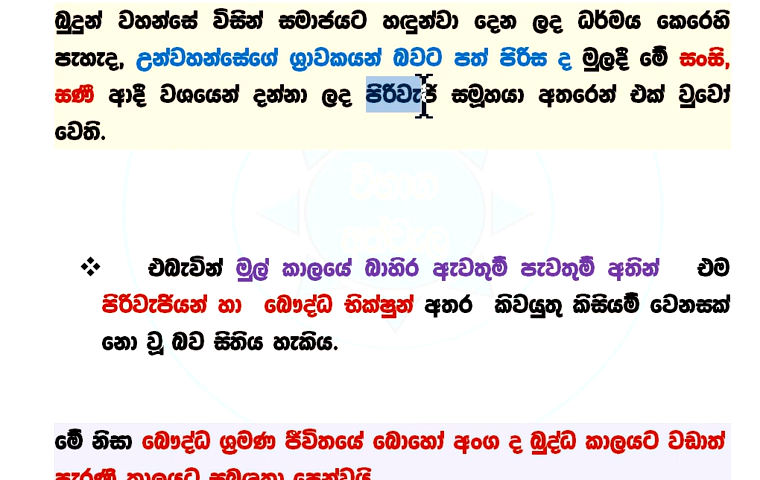 බුදුන් වහන්සේ විසින් සමාජයට හඳුන්වා දෙන ලද ධර්මය කෙරෙහි
පැහැද, උන්වහන්සේගේ ශ්‍රාවකයන් බවට පත් පිරිස ද මුලදී මේ සංසි,
සණී ආදී වශයෙන් දන්නා ලද පිරිවැජි සමූහයා අතරෙන් එක් වූවෝ
වෙති.
❖ එබැවින් මුල් කාලයේ බාහිර ඇවතුම් පැවතුම් අතින් එම
පිරිවැජියන් හා බෞද්ධ භික්ෂුන් අතර කිවයුතු කිසියම් වෙනසක්
නො වූ බව සිතිය හැකිය.
මේ නිසා බෞද්ධ ශ්‍රමණ ජීවිතයේ බොහෝ අංග ද බුද්ධ කාලයට වඩාත්
පැරණි කාලයට